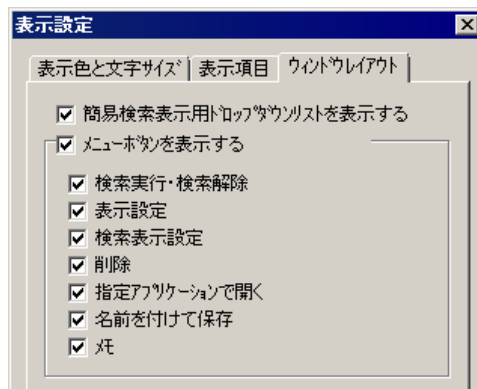 表示設定
表示色と文字ｻｲｽﾞ 表示項目 ｳｨﾝﾄﾞｳﾚｲｱｳﾄ
簡易検索表示用ﾄﾞﾛｯﾌﾟﾀﾞｳﾝﾘｽﾄを表示する
ﾒﾆｭｰﾎﾞﾀﾝを表示する
検索実行・検索解除
表示設定
検索表示設定
削除
指定ｱﾌﾟﾘｹｰｼｮﾝで開く
名前を付けて保存
ﾒﾓ